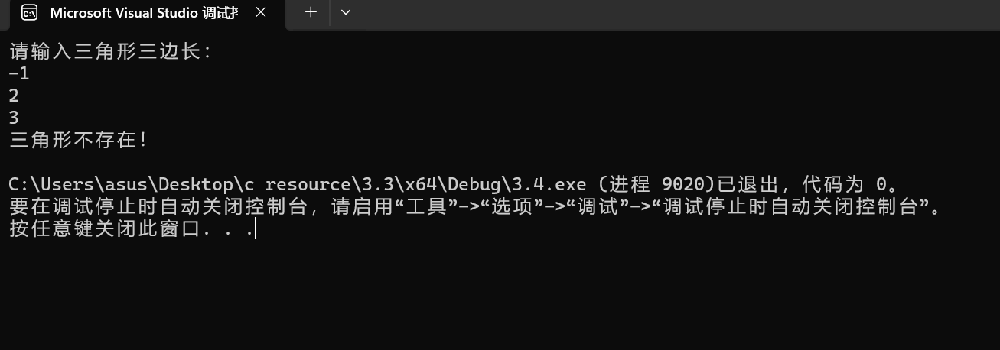 Microsoft Visual Studio 调试
请输入三角形三边长：
-1
2
3
三角形不存在！
C:\Users\asus\Desktop\c resource\3.3\x64\Debug\3.4.exe (进程 9020)已退出，代码为 0。
要在调试停止时自动关闭控制台，请启用“工具”->“选项”->“调试”->“调试停止时自动关闭控制台”。
按任意键关闭此窗口. . .